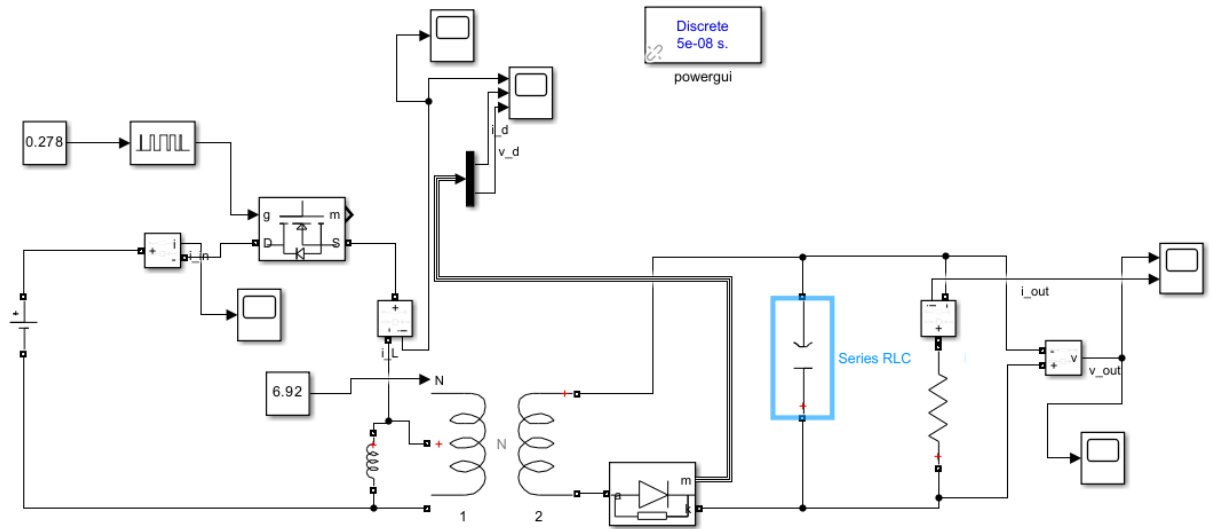 Discrete
5e-08 s.
powergui
i_d
v_d
0.278
g
m
D
S
i
+
-
i_in
+
+
-
i
i_L
6.92
N
+
+
N
+
1
2
a
m
k
Series RLC
+
i
+
-
i_out
+
-
+
v
v_out